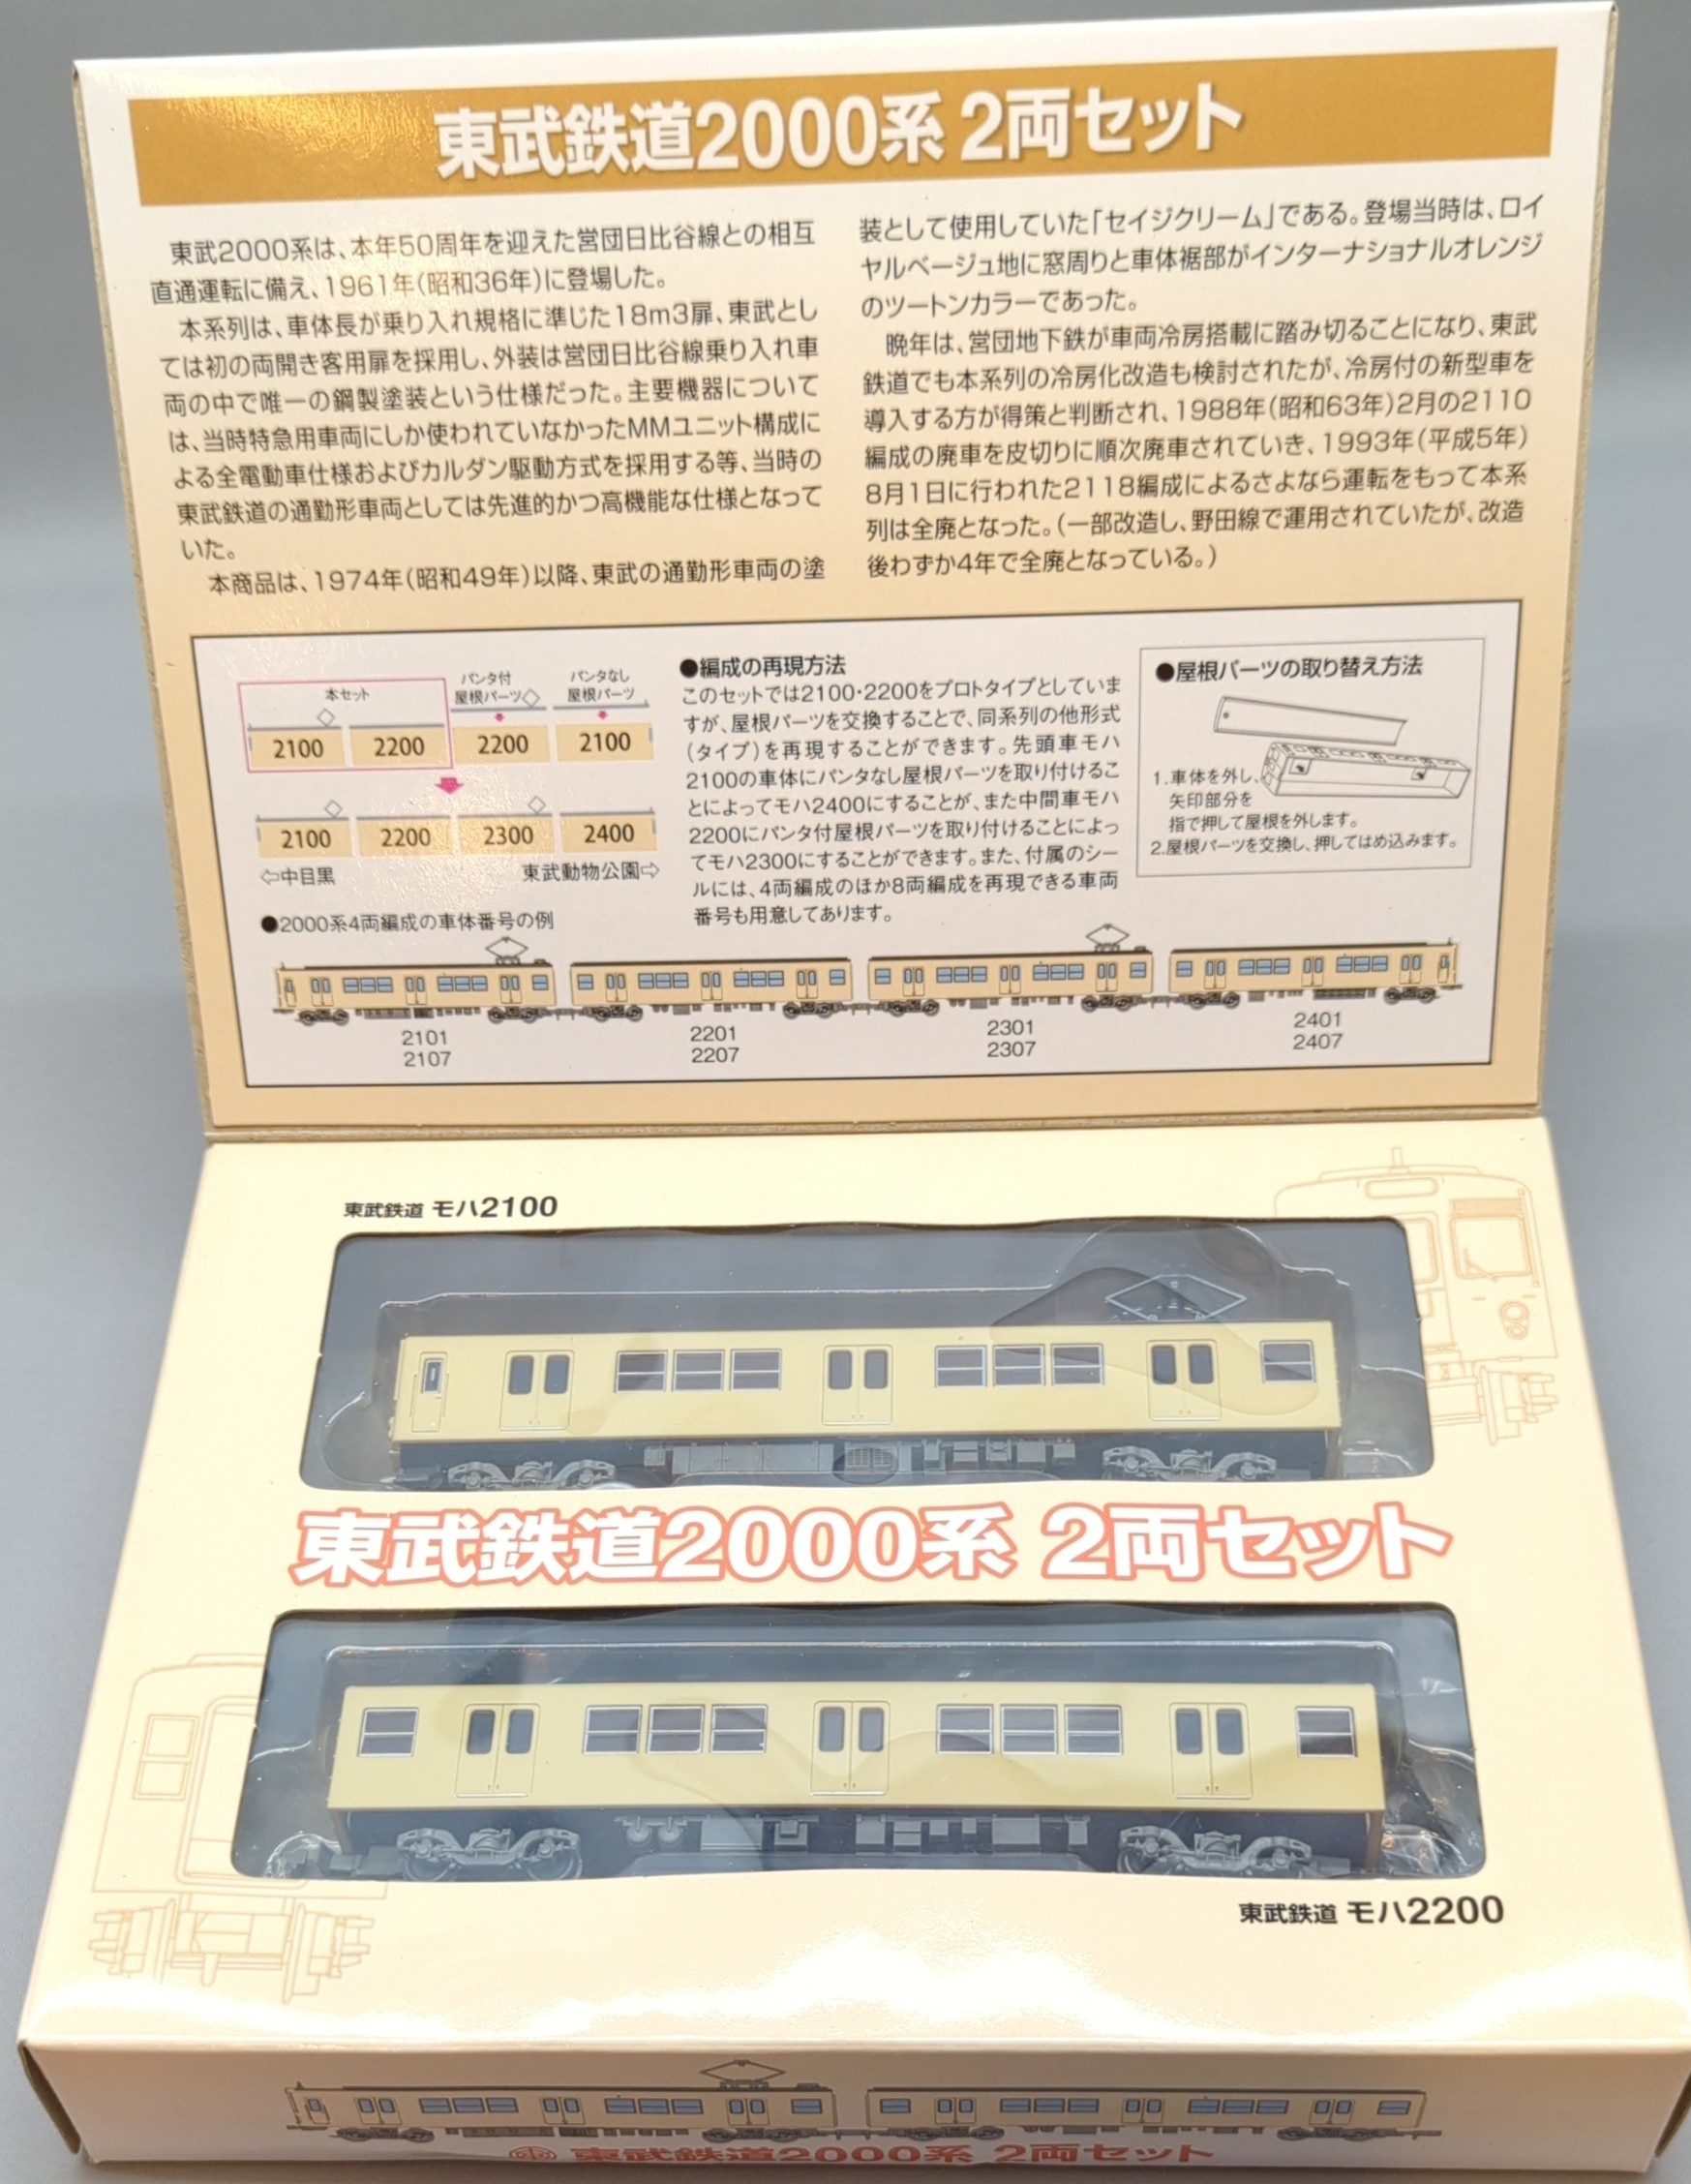 東武鉄道2000系 2両セット
東武2000系は、本年50周年を迎えた営団日比谷線との相互
直通運転に備え、1961年(昭和36年)に登場した。
本系列は、車体長が乗り入れ規格に準じた18m3扉、東武とし
ては初の両開き客用扉を採用し、外装は営団日比谷線乗り入れ車
両の中で唯一の鋼製塗装という仕様だった。主要機器について
は、当時特急用車両にしか使われていなかったMMユニット構成に
よる全電動車仕様およびカルダン駆動方式を採用する等、当時の
東武鉄道の通勤形車両としては先進的かつ高機能な仕様となって
いた。
本商品は、1974年(昭和49年)以降、東武の通勤形車両の塗
装として使用していた「セイジクリーム」である。登場当時は、ロイ
ヤルベージュ地に窓周りと車体裾部がインターナショナルオレンジ
のツートンカラーであった。
晩年は、営団地下鉄が車両冷房搭載に踏み切ることになり、東武
鉄道でも本系列の冷房化改造も検討されたが、冷房付の新型車を
導入する方が得策と判断され、1988年(昭和63年)2月の2110
編成の廃車を皮切りに順次廃車されていき、1993年(平成5年)
8月1日に行われた2118編成によるさよなら運転をもって本系
列は全廃となった。(一部改造し、野田線で運用されていたが、改造
後わずか4年で全廃となっている。)
本セット
パンタ付
屋根パーツ◇
パンタなし
屋根パーツ
2100 2200 2200 2100
2100 2200 2300 2400
⇦中目黒 東武動物公園⇨
●編成の再現方法
このセットでは2100・2200をプロトタイプとしていま
すが、屋根パーツを交換することで、同系列の他形式
(タイプ)を再現することができます。先頭車モハ
2100の車体にパンタなし屋根パーツを取り付けるこ
とによってモハ2400にすることが、また中間車モハ
2200にパンタ付屋根パーツを取り付けることによっ
てモハ2300にすることができます。また、付属のシー
ルには、4両編成のほか8両編成を再現できる車両
番号も用意してあります。
●屋根パーツの取り替え方法
1.車体を外し、
矢印部分を
指で押して屋根を外します。
2.屋根パーツを交換し、押してはめ込みます。
●2000系4両編成の車体番号の例
2101 2201 2301 2401
2107 2207 2307 2407
東武鉄道 モハ2100
東武鉄道2000系 2両セット
東武鉄道 モハ2200
東武鉄道2000系 2両セット